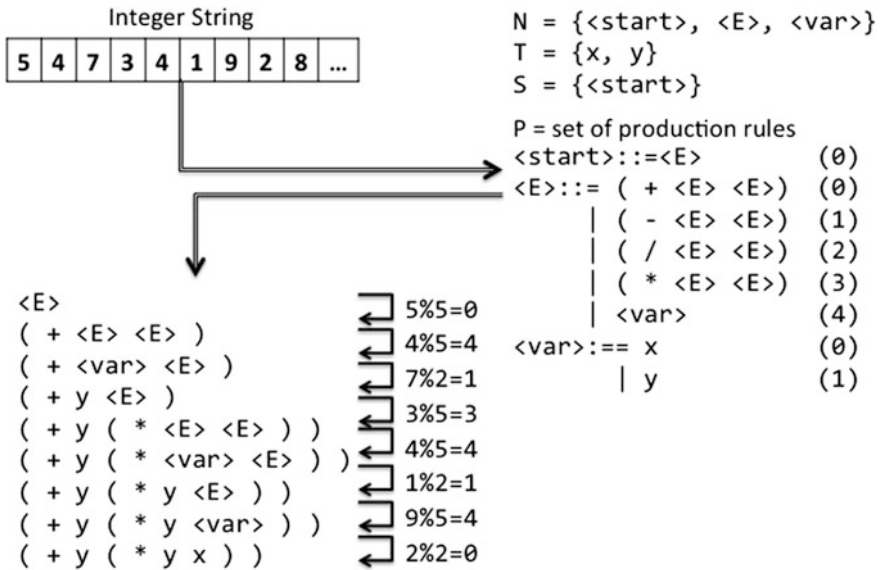 Integer String
5 4 7 3 4 1 9 2 8 ...
N = {<start>, <E>, <var>}
T = {x, y}
S = {<start>}
P = set of production rules
<start>::=<E> (0)
<E>::= ( + <E> <E>) (0)
| ( - <E> <E>) (1)
| ( / <E> <E>) (2)
| ( * <E> <E>) (3)
| <var> (4)
<var>:== x (0)
| y (1)
<E>
5%5=0
( + <E> <E> )
4%5=4
( + <var> <E> )
7%2=1
( + y <E> )
3%5=3
( + y ( * <E> <E> ) )
4%5=4
( + y ( * <var> <E> ) )
1%2=1
( + y ( * y <E> ) )
9%5=4
( + y ( * y <var> ) )
2%2=0
( + y ( * y x ) )